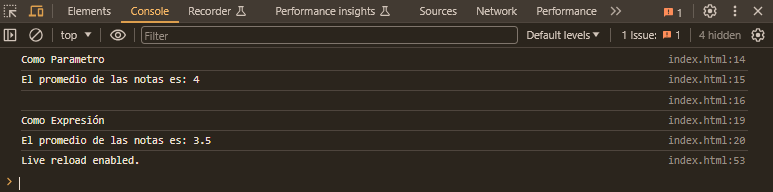 Elements Console Recorder Performance insights Sources Network Performance 1
top Filter Default levels 1 Issue: 1 4 hidden
Como Parametro index.html:14
El promedio de las notas es: 4 index.html:15
index.html:16
Como Expresión index.html:19
El promedio de las notas es: 3.5 index.html:20
Live reload enabled. index.html:53